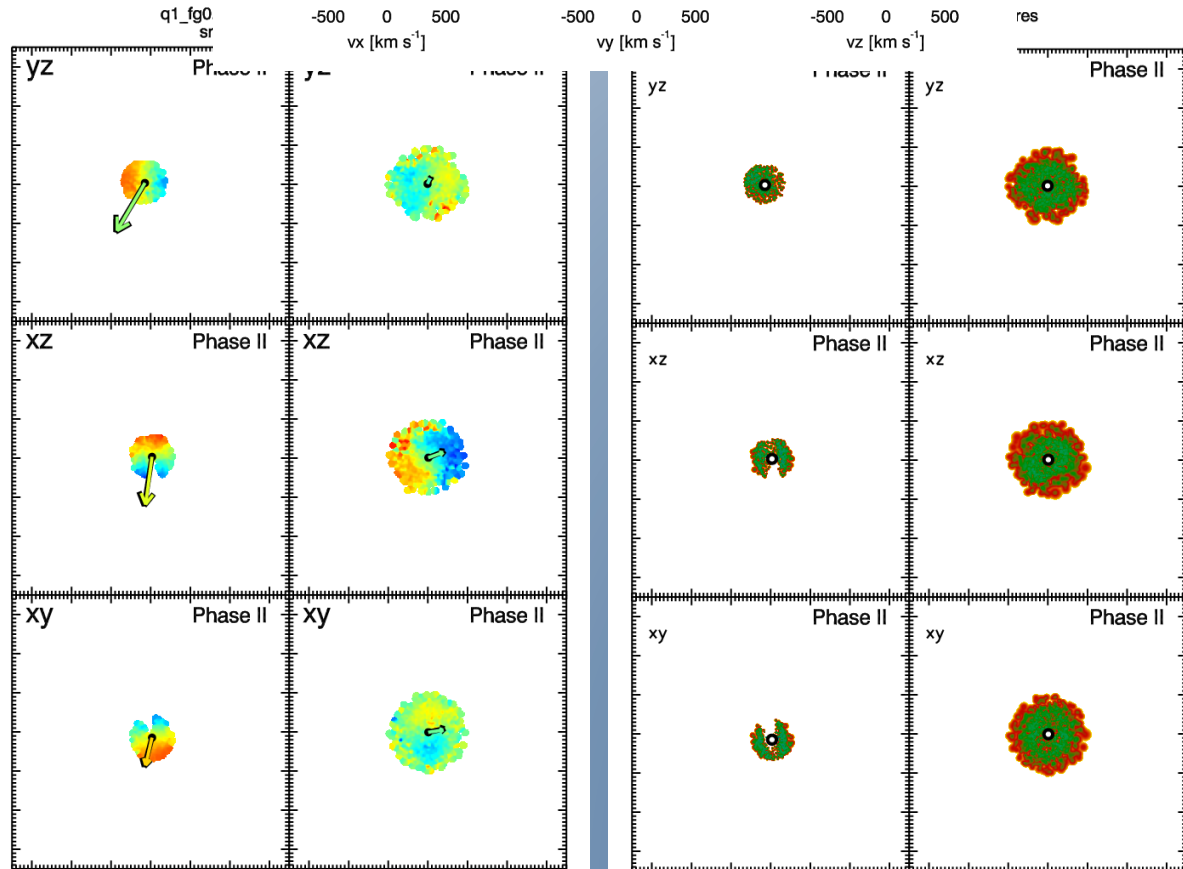 -500 0 500 -500 0 500 -500 0 500
vx [km s⁻¹] vy [km s⁻¹] vz [km s⁻¹]
yz Phase II yz Phase II yz Phase II yz Phase II
xz Phase II xz Phase II xz Phase II xz Phase II
xy Phase II xy Phase II xy Phase II xy Phase II